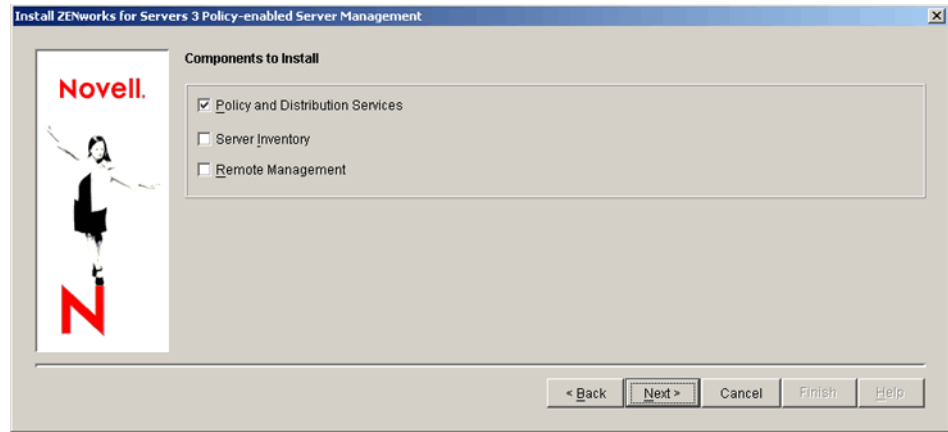 Install ZENworks for Servers 3 Policy-enabled Server Management
Components to Install
Novell.
Policy and Distribution Services
Server Inventory
Remote Management
N
< Back
Next >
Cancel
Finish
Help